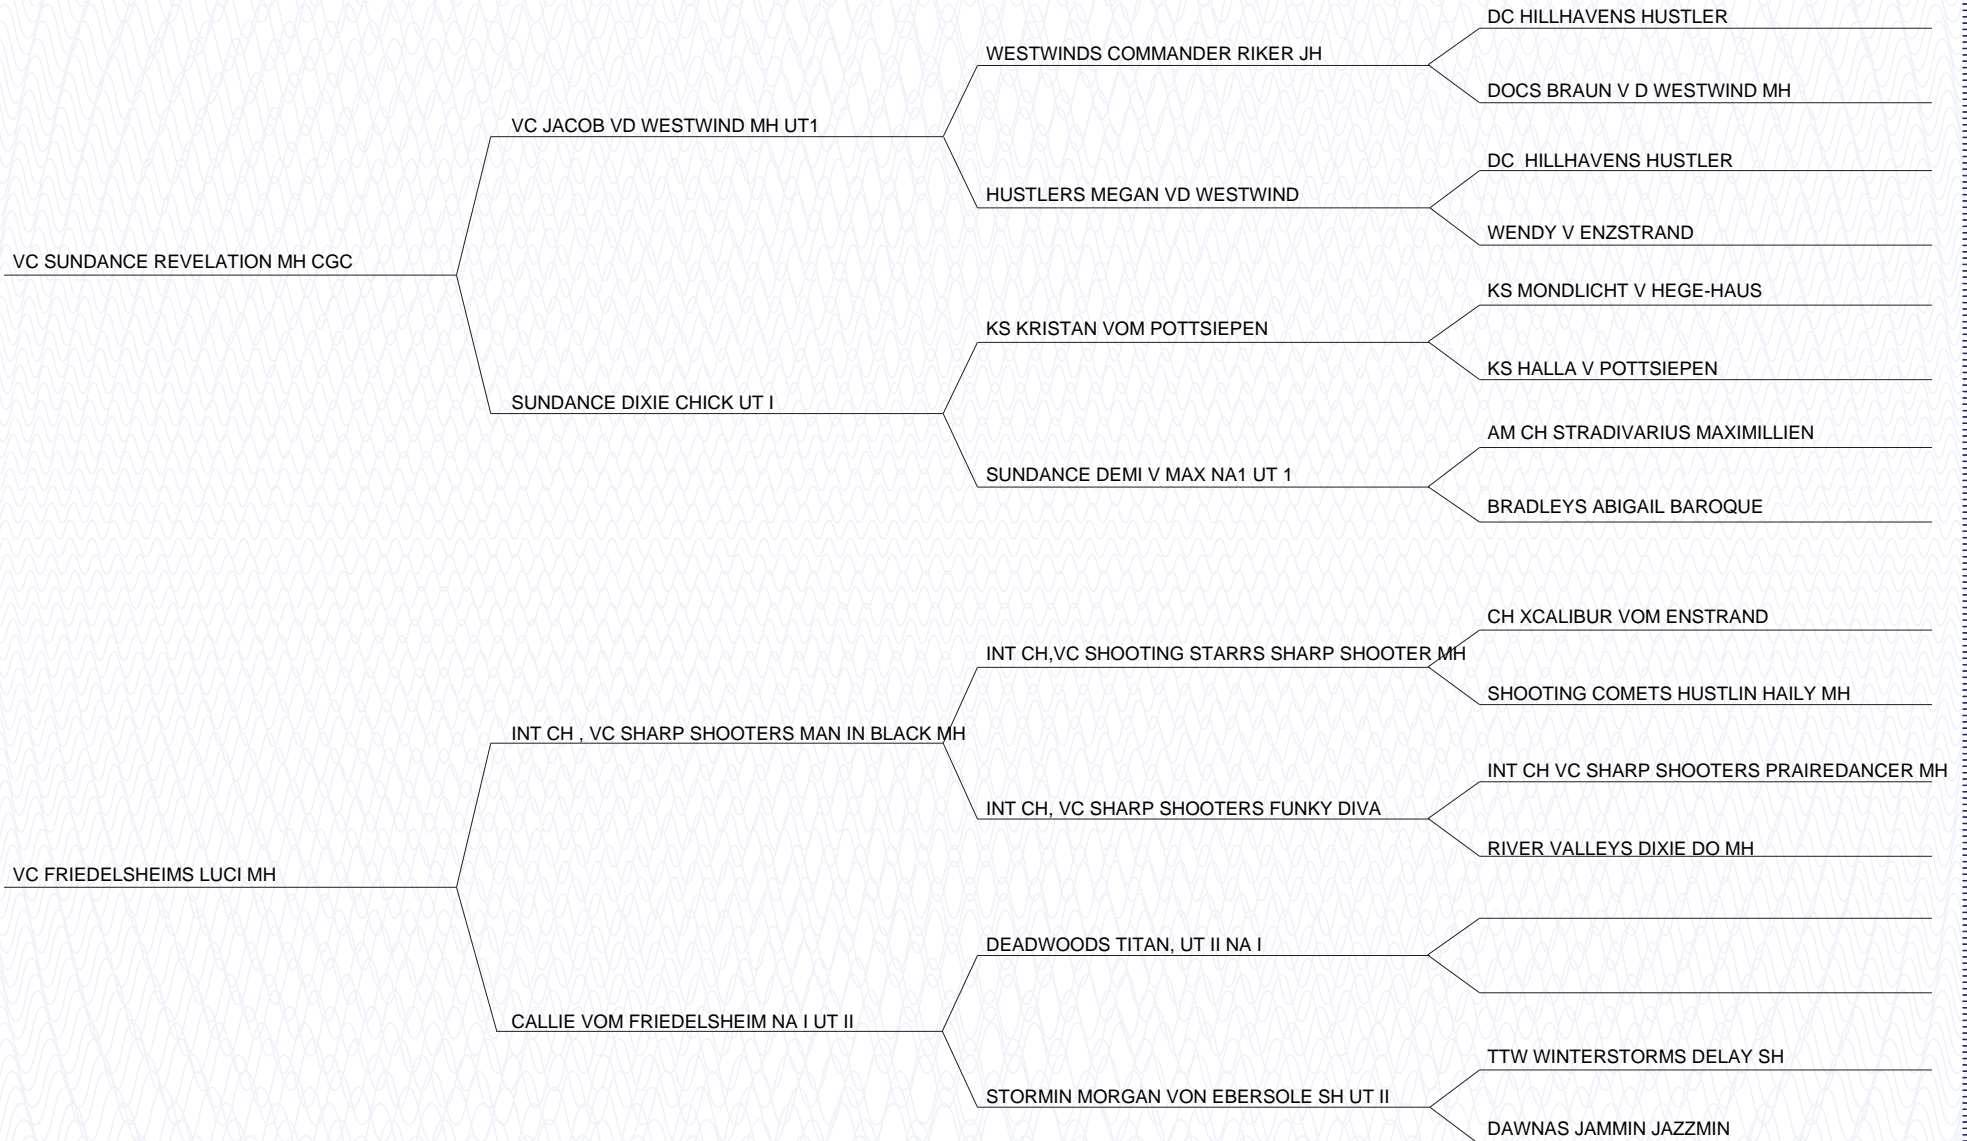 DC HILLHAVENS HUSTLER
WESTWINDS COMMANDER RIKER JH
DOCS BRAUN V D WESTWIND MH
VC JACOB VD WESTWIND MH UT1
DC  HILLHAVENS HUSTLER
HUSTLERS MEGAN VD WESTWIND
WENDY V ENZSTRAND
VC SUNDANCE REVELATION MH CGC
KS MONDLICHT V HEGE-HAUS
KS KRISTAN VOM POTTSIEPEN
KS HALLA V POTTSIEPEN
SUNDANCE DIXIE CHICK UT I
AM CH STRADIVARIUS MAXIMILLIEN
SUNDANCE DEMI V MAX NA1 UT 1
BRADLEYS ABIGAIL BAROQUE
CH XCALIBUR VOM ENSTRAND
INT CH,VC SHOOTING STARRS SHARP SHOOTER MH
SHOOTING COMETS HUSTLIN HAILY MH
INT CH , VC SHARP SHOOTERS MAN IN BLACK MH
INT CH VC SHARP SHOOTERS PRAIREDANCER MH
INT CH, VC SHARP SHOOTERS FUNKY DIVA
RIVER VALLEYS DIXIE DO MH
VC FRIEDELSHEIMS LUCI MH
DEADWOODS TITAN, UT II NA I
CALLIE VOM FRIEDELSHEIM NA I UT II
TTW WINTERSTORMS DELAY SH
STORMIN MORGAN VON EBERSOLE SH UT II
DAWNAS JAMMIN JAZZMIN